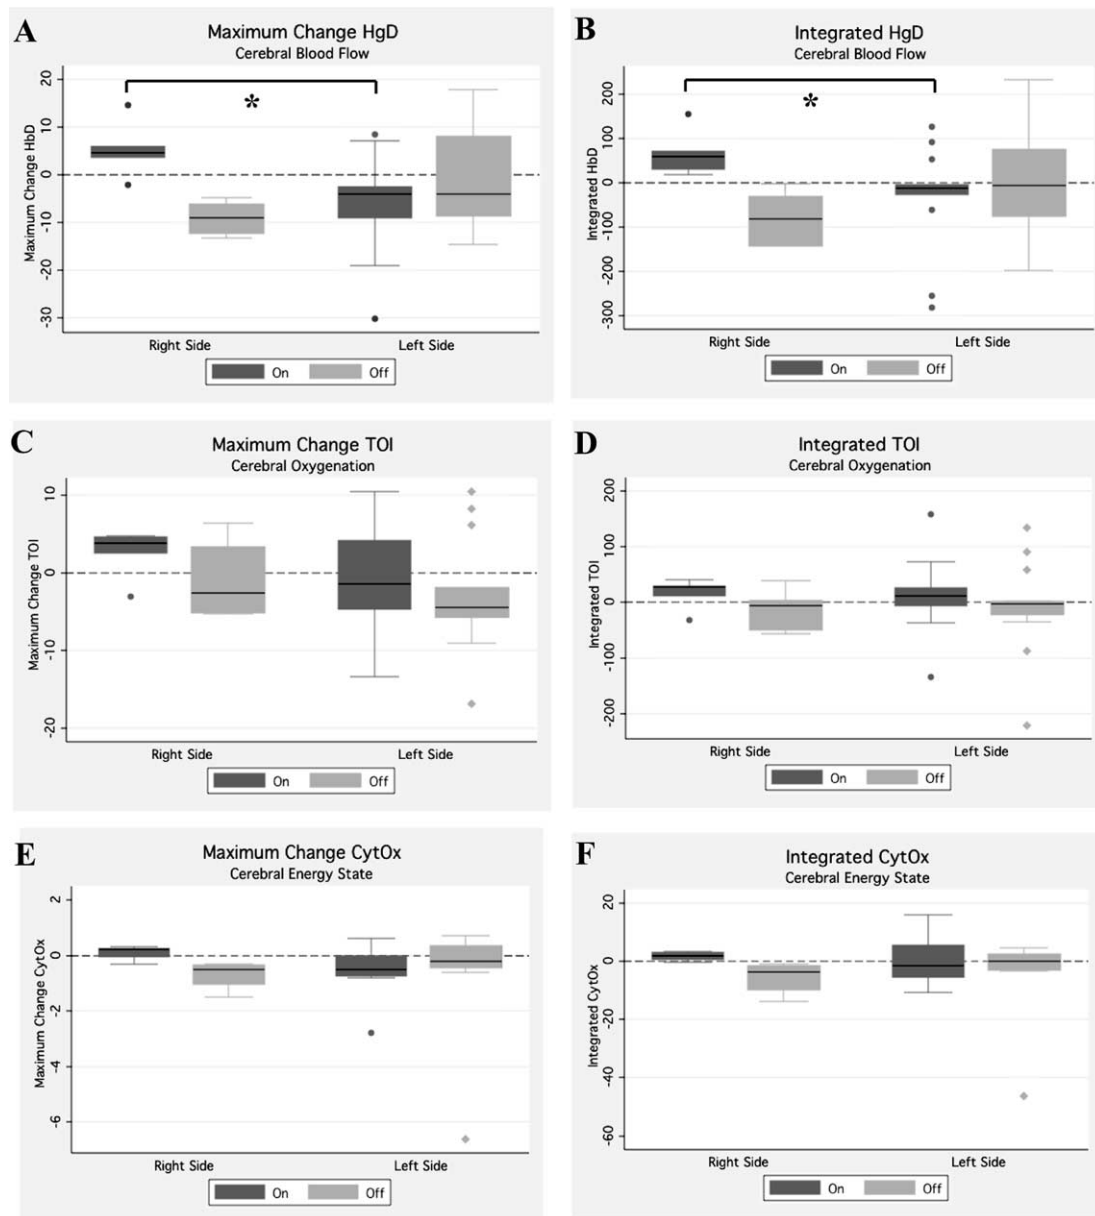 A
Maximum Change HgD
Cerebral Blood Flow
Maximum Change HbD
20
10
0
-10
-20
-30
*
Right Side
Left Side
On
Off
B
Integrated HgD
Cerebral Blood Flow
Integrated HbD
200
100
0
-100
-200
-300
*
Right Side
Left Side
On
Off
C
Maximum Change TOI
Cerebral Oxygenation
Maximum Change TOI
10
0
-10
-20
Right Side
Left Side
On
Off
D
Integrated TOI
Cerebral Oxygenation
Integrated TOI
200
100
0
-100
-200
Right Side
Left Side
On
Off
E
Maximum Change CytOx
Cerebral Energy State
Maximum Change CytOx
2
0
-2
-4
-6
Right Side
Left Side
On
Off
F
Integrated CytOx
Cerebral Energy State
Integrated CytOx
20
0
-20
-40
-60
Right Side
Left Side
On
Off